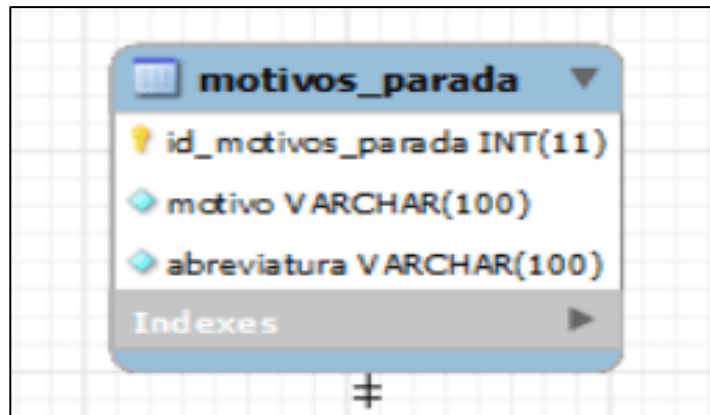 motivos_parada
id_motivos_parada INT(11)
motivo VARCHAR(100)
abreviatura VARCHAR(100)
Indexes